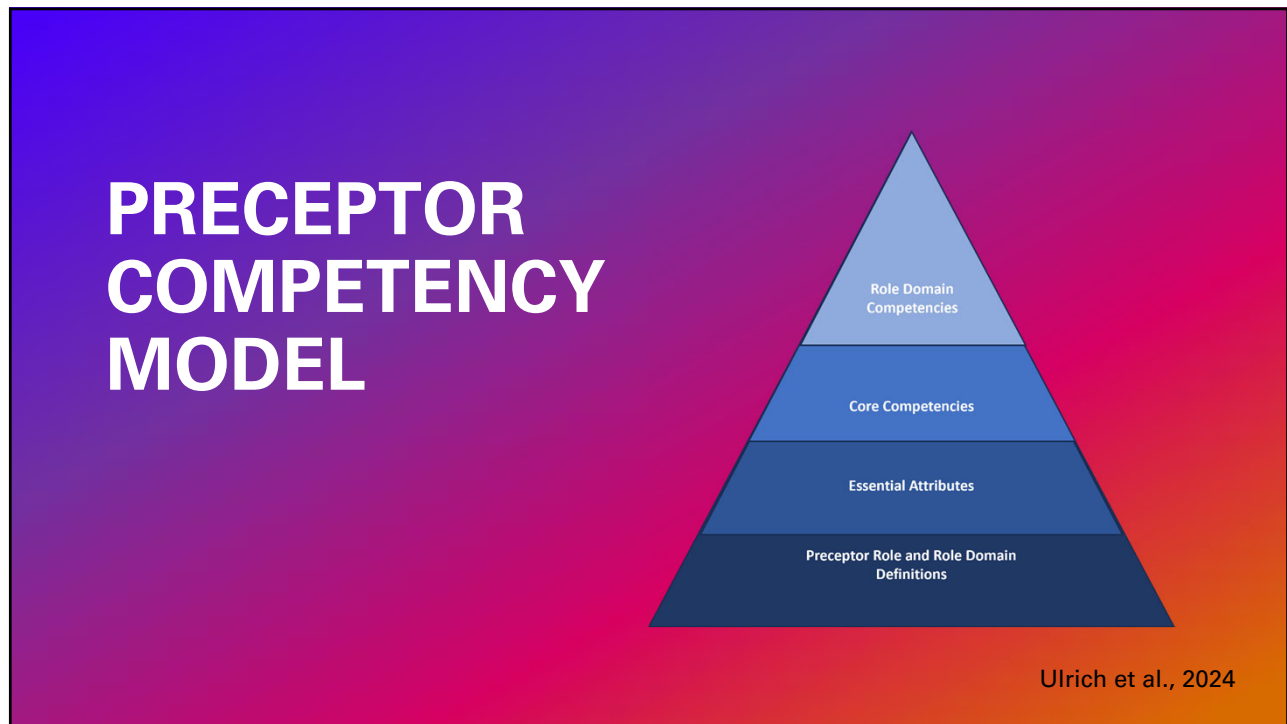 PRECEPTOR
COMPETENCY
MODEL
Role Domain
Competencies
Core Competencies
Essential Attributes
Preceptor Role and Role Domain
Definitions
Ulrich et al., 2024